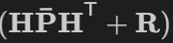 (HP̄Hᵀ + R)